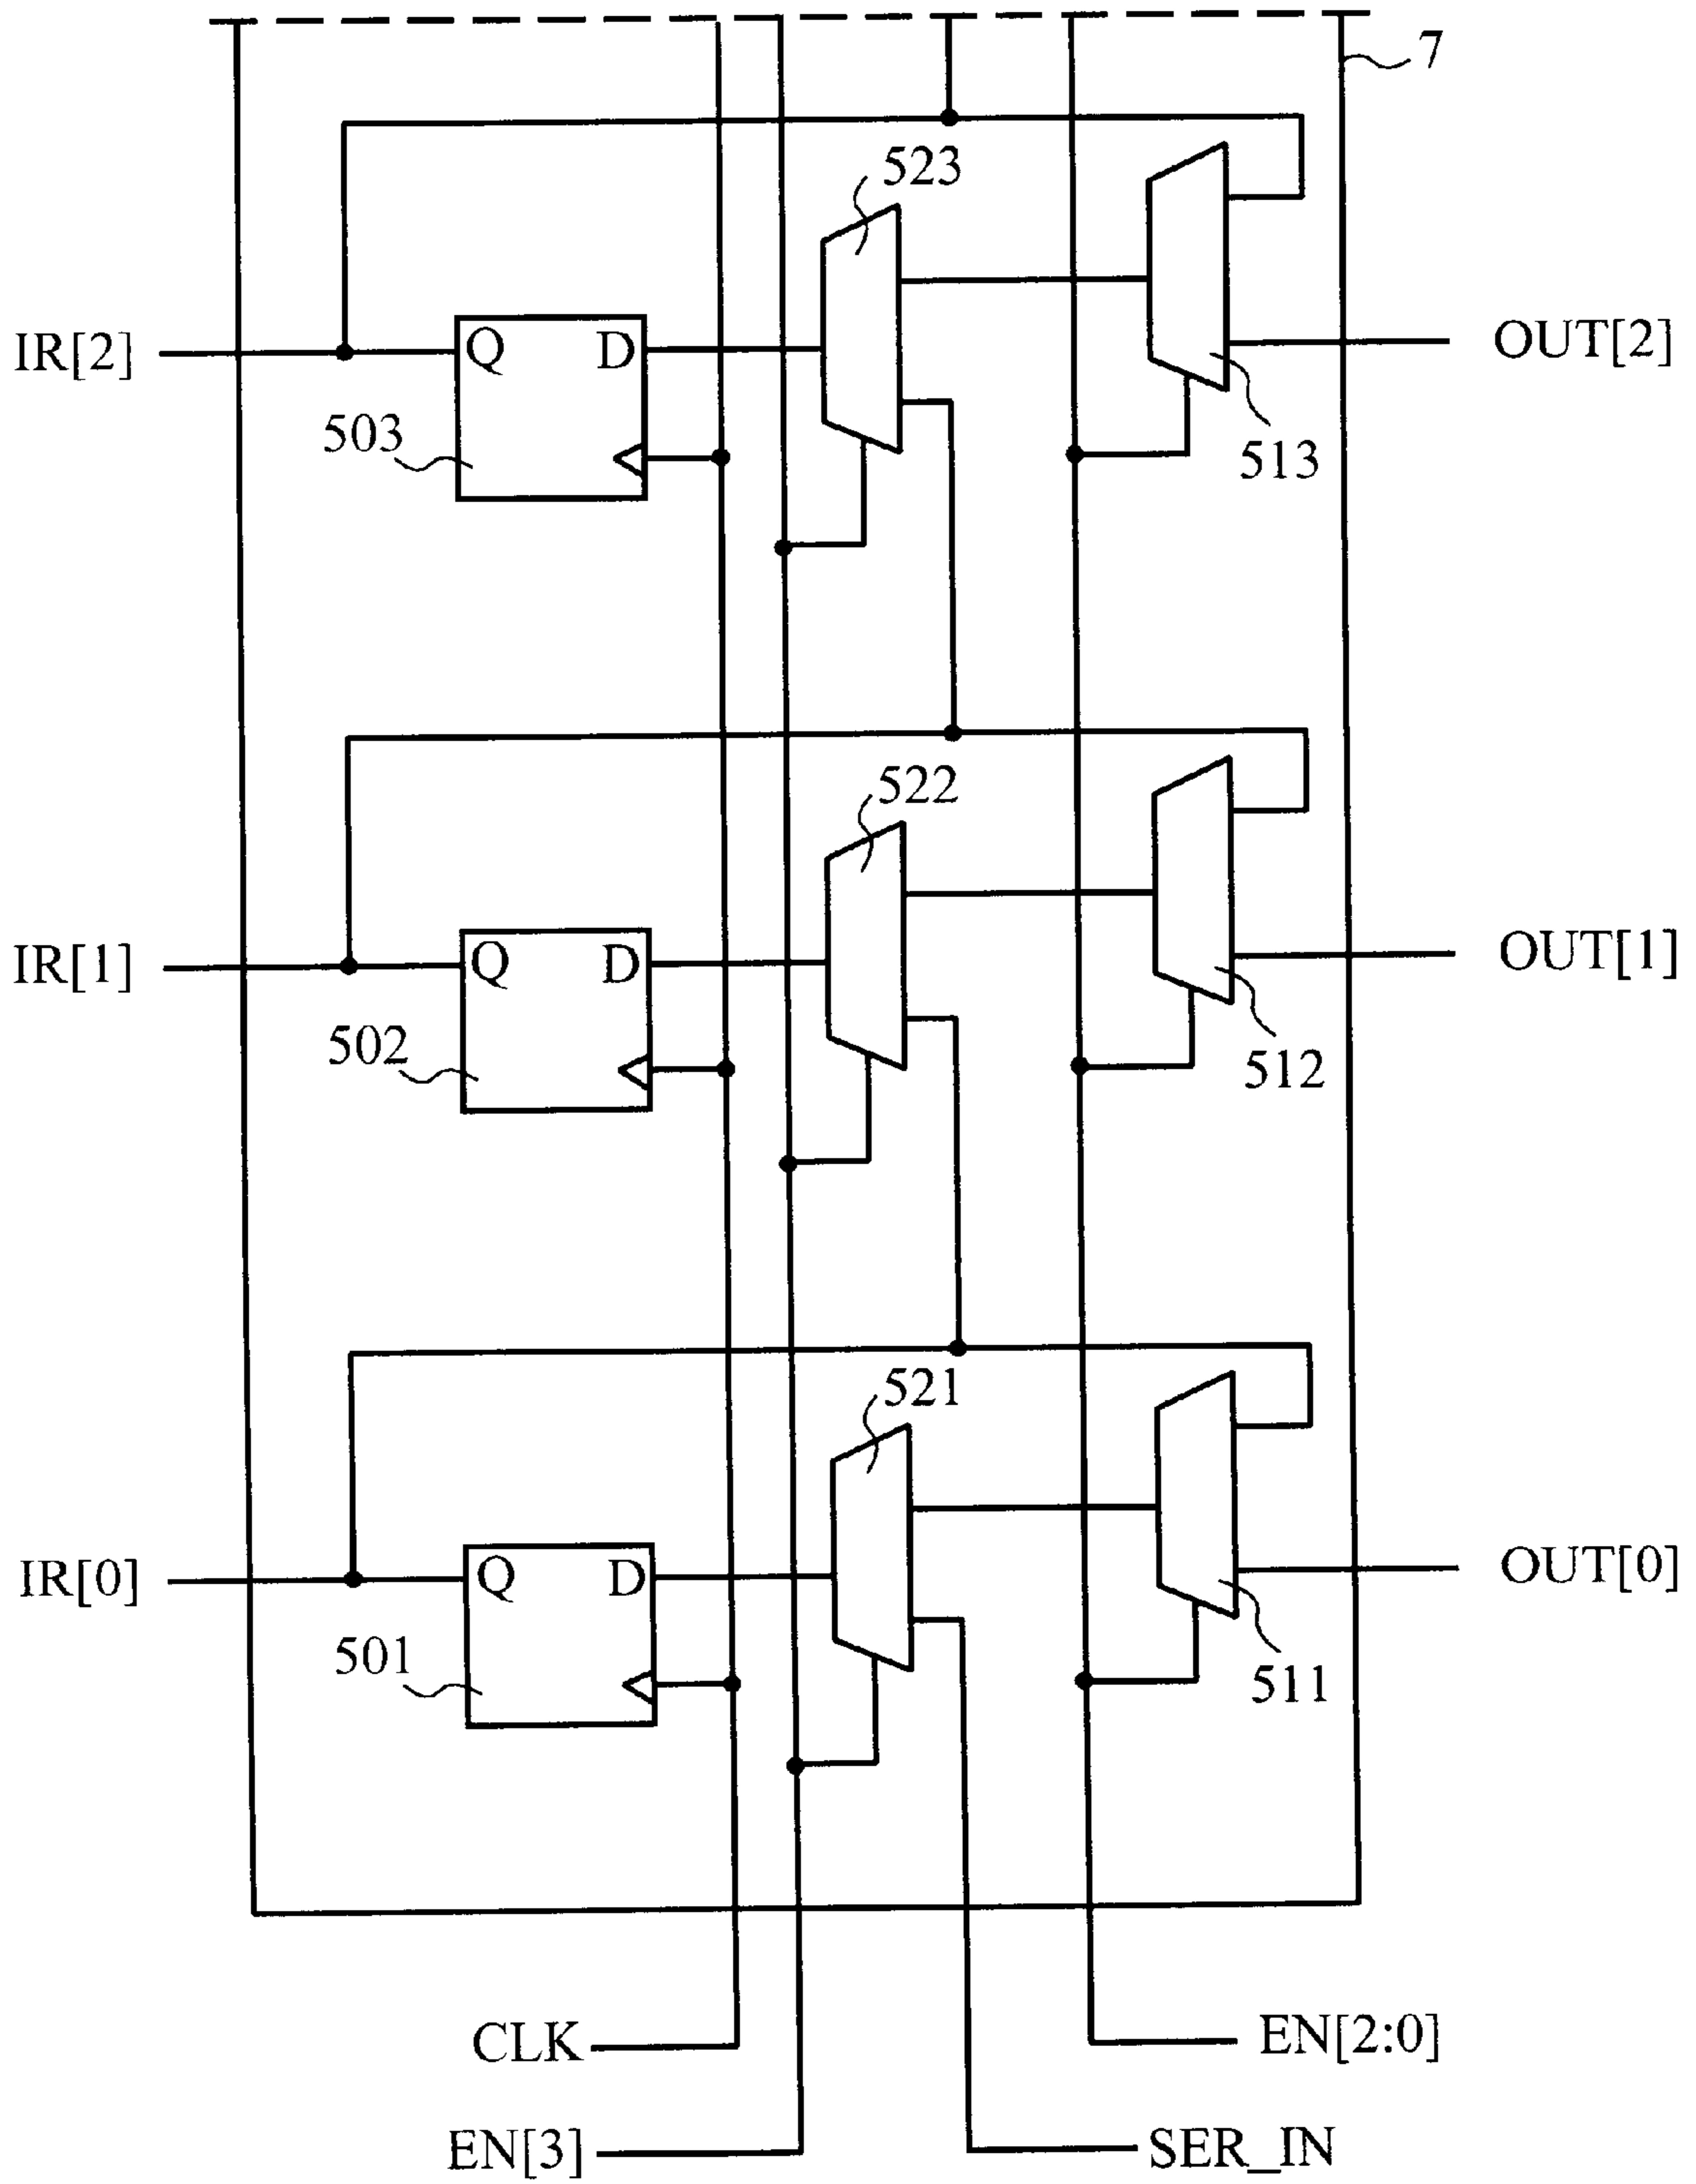 7
523
IR[2]
Q
D
OUT[2]
503
513
522
IR[1]
Q
D
OUT[1]
502
512
521
IR[0]
Q
D
OUT[0]
501
511
CLK
EN[2:0]
EN[3]
SER_IN